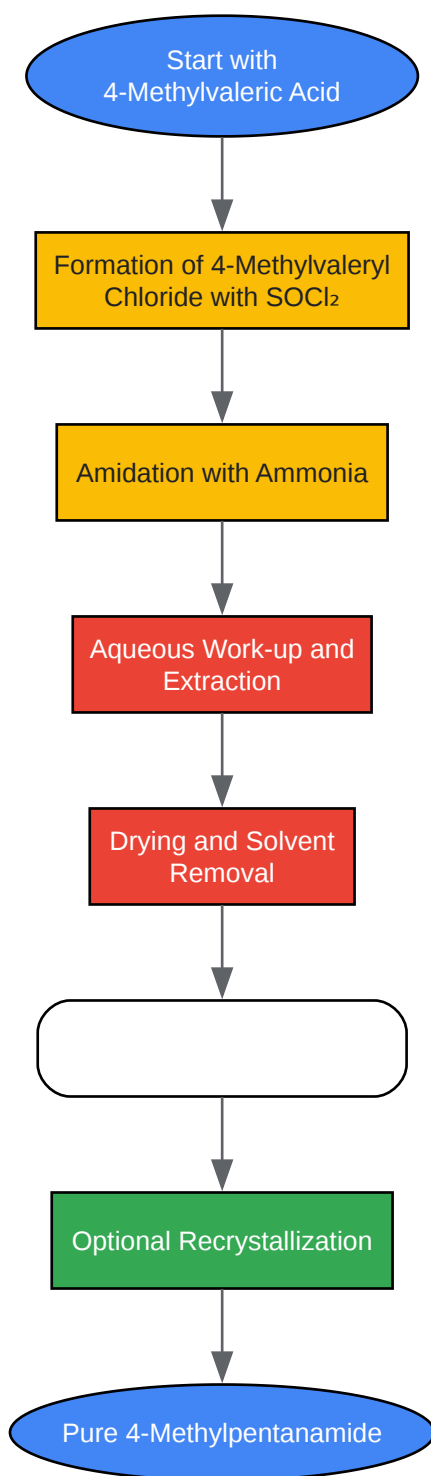 Start with
4-Methylvaleric Acid
Formation of 4-Methylvaleryl
Chloride with SOCl₂
Amidation with Ammonia
Aqueous Work-up and
Extraction
Drying and Solvent
Removal
Optional Recrystallization
Pure 4-Methylpentanamide